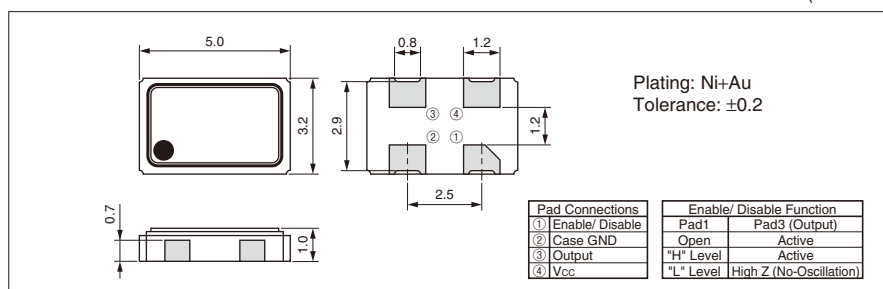 5.0
0.8
1.2
3.2
2.9
1.2
③ ④
② ①
2.5
0.7
1.0
Plating: Ni+Au
Tolerance: ±0.2
Pad Connections
① Enable/ Disable
② Case GND
③ Output
④ Vcc
Enable/ Disable Function
Pad1 Pad3 (Output)
Open Active
"H" Level Active
"L" Level High Z (No-Oscillation)